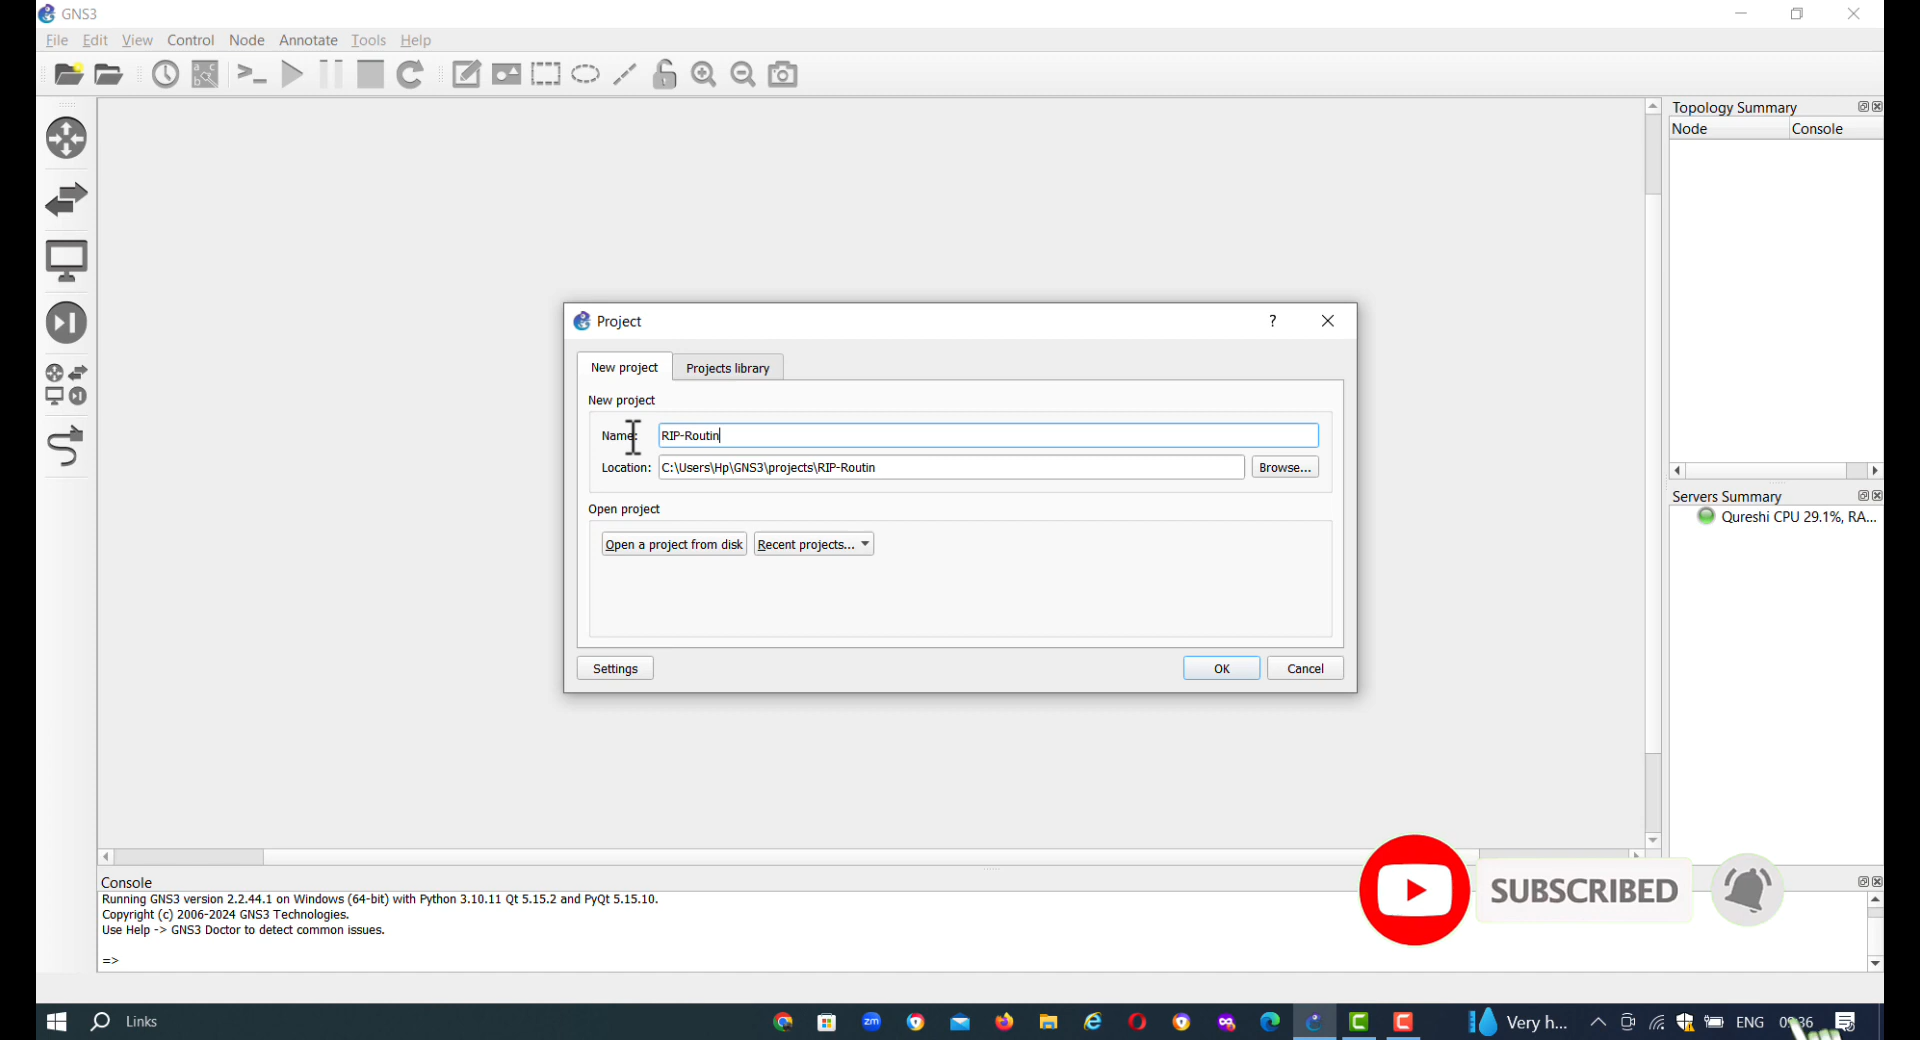 GNS3
File Edit View Control Node Annotate Tools Help
Topology Summary
Node Console
Project
?
New project Projects library
New project
Name: RIP-Routin
Location: C:\Users\Hp\GNS3\projects\RIP-Routin Browse...
Open project
Open a project from disk Recent projects...
Settings OK Cancel
Servers Summary
Qureshi CPU 29.1%, RA...
Console
Running GNS3 version 2.2.44.1 on Windows (64-bit) with Python 3.10.11 Qt 5.15.2 and PyQt 5.15.10.
Copyright (c) 2006-2024 GNS3 Technologies.
Use Help -> GNS3 Doctor to detect common issues.
=>
SUBSCRIBED
Links
zm
Very h...
ENG